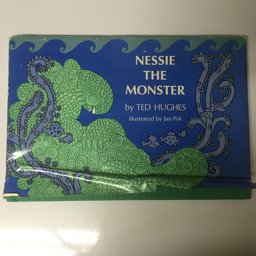 NESSIE
THE
MONSTER
by TED HUGHES
illustrated by Jan Pyk